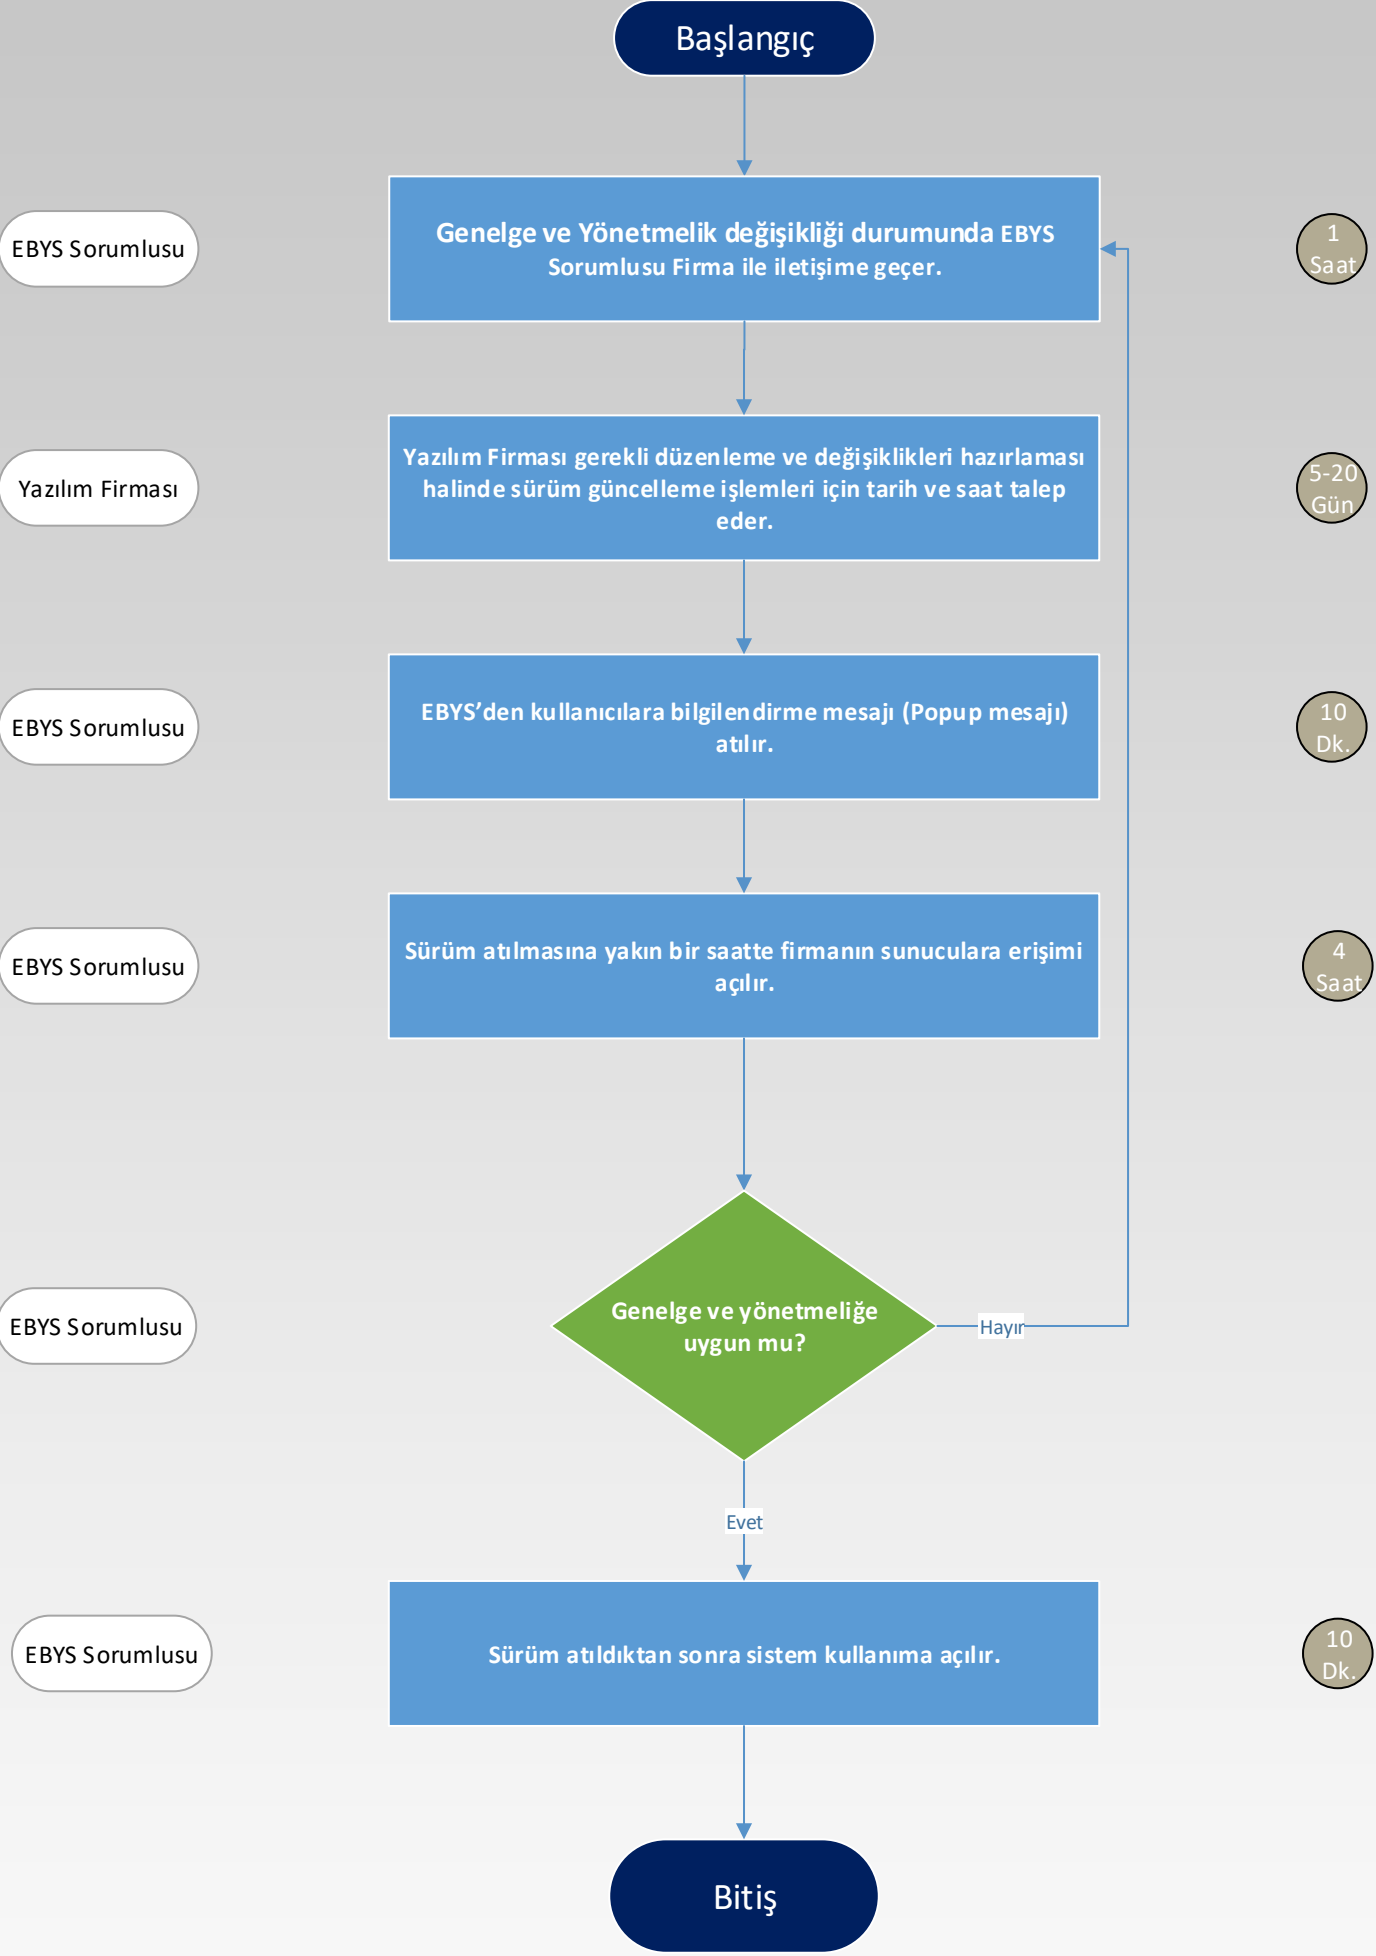 Başlangıç
EBYS Sorumlusu
Genelge ve Yönetmelik değişikliği durumunda EBYS
Sorumlusu Firma ile iletişime geçer.
1
Saat
Yazılım Firması
Yazılım Firması gerekli düzenleme ve değişiklikleri hazırlaması
halinde sürüm güncelleme işlemleri için tarih ve saat talep
eder.
5-20
Gün
EBYS Sorumlusu
EBYS’den kullanıcılara bilgilendirme mesajı (Popup mesajı)
atılır.
10
Dk.
EBYS Sorumlusu
Sürüm atılmasına yakın bir saatte firmanın sunuculara erişimi
açılır.
4
Saat
EBYS Sorumlusu
Genelge ve yönetmeliğe
uygun mu?
Hayır
Evet
EBYS Sorumlusu
Sürüm atıldıktan sonra sistem kullanıma açılır.
10
Dk.
Bitiş